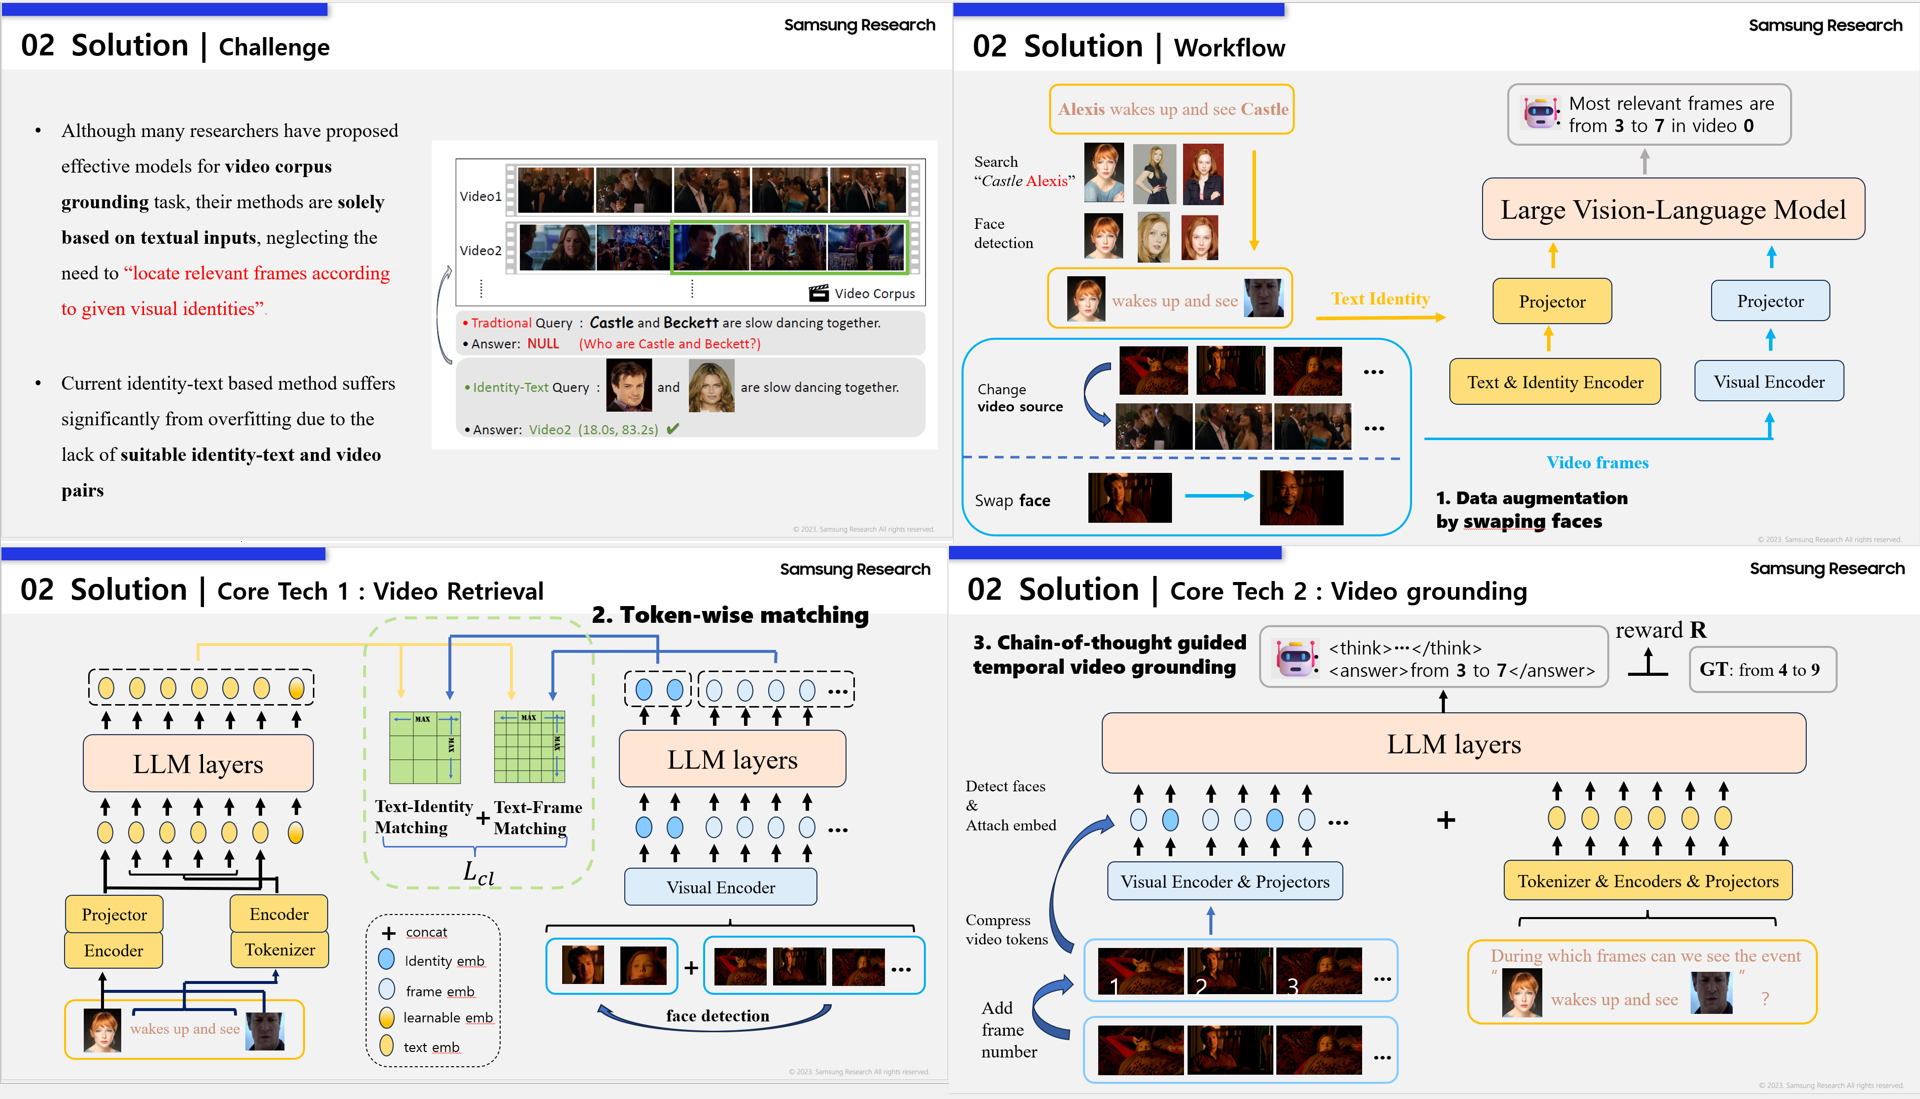 Samsung Research
02 Solution | Challenge
• Although many researchers have proposed
effective models for video corpus
grounding task, their methods are solely
based on textual inputs, neglecting the
need to “locate relevant frames according
to given visual identities”.
• Current identity-text based method suffers
significantly from overfitting due to the
lack of suitable identity-text and video
pairs
Video1
Video2
Video Corpus
• Tradtional Query : Castle and Beckett are slow dancing together.
• Answer: NULL (Who are Castle and Beckett?)
• Identity-Text Query : and are slow dancing together.
• Answer: Video2 (18.0s, 83.2s) ✔
© 2023. Samsung Research All rights reserved.
Samsung Research
02 Solution | Workflow
Alexis wakes up and see Castle
Search
“Castle Alexis”
Face
detection
wakes up and see
Text Identity
Change
video source
...
...
Swap face
Video frames
1. Data augmentation
by swaping faces
Most relevant frames are
from 3 to 7 in video 0
Large Vision-Language Model
Projector
Projector
Text & Identity Encoder
Visual Encoder
© 2023. Samsung Research All rights reserved.
Samsung Research
02 Solution | Core Tech 1 : Video Retrieval
2. Token-wise matching
LLM layers
Projector
Encoder
Encoder
Tokenizer
wakes up and see
MAX
MAX
MAX
MAX
Text-Identity
Matching
+
Text-Frame
Matching
Lcl
+ concat
Identity emb
frame emb
learnable emb
text emb
...
LLM layers
...
Visual Encoder
+
...
face detection
© 2023. Samsung Research All rights reserved.
Samsung Research
02 Solution | Core Tech 2 : Video grounding
3. Chain-of-thought guided
temporal video grounding
: <think>···</think>
<answer>from 3 to 7</answer>
reward R
GT: from 4 to 9
LLM layers
Detect faces
&
Attach embed
...
+
Visual Encoder & Projectors
Tokenizer & Encoders & Projectors
Compress
video tokens
1 2 3 ...
Add
frame
number
...
During which frames can we see the event
“ wakes up and see ” ?
© 2023. Samsung Research All rights reserved.